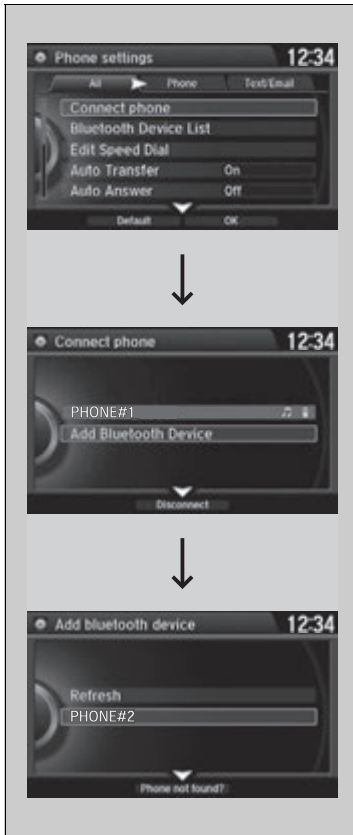 Phone settings 12:34
All Phone Text/Email
Connect phone
Bluetooth Device List
Edit Speed Dial
Auto Transfer On
Auto Answer Off
Default OK
Connect phone 12:34
PHONE#1
Add Bluetooth Device
Disconnect
Add bluetooth device 12:34
Refresh
PHONE#2
Phone not found?